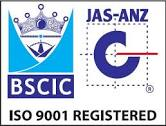 JAS-ANZ®
BSCIC
ISO 9001 REGISTERED